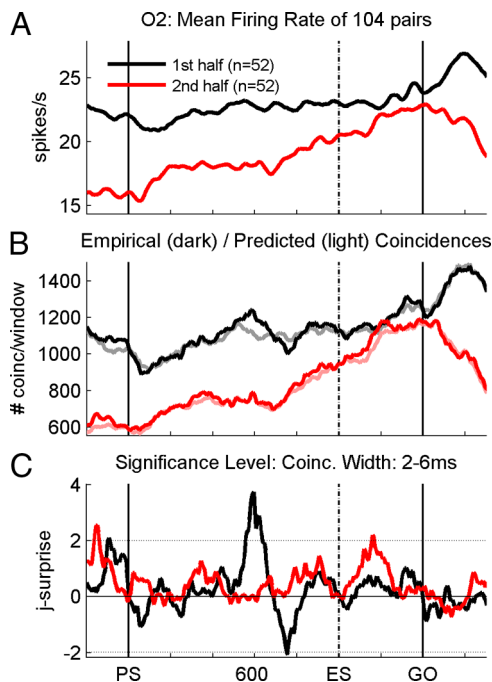 A
O2: Mean Firing Rate of 104 pairs
1st half (n=52)
2nd half (n=52)
25
22
15
spikes/s
B
Empirical (dark) / Predicted (light) Coincidences
1400
1200
1000
800
600
# coinc/window
C
Significance Level: Coinc. Width: 2-6ms
4
2
0
-2
j-surprise
PS
600
ES
GO